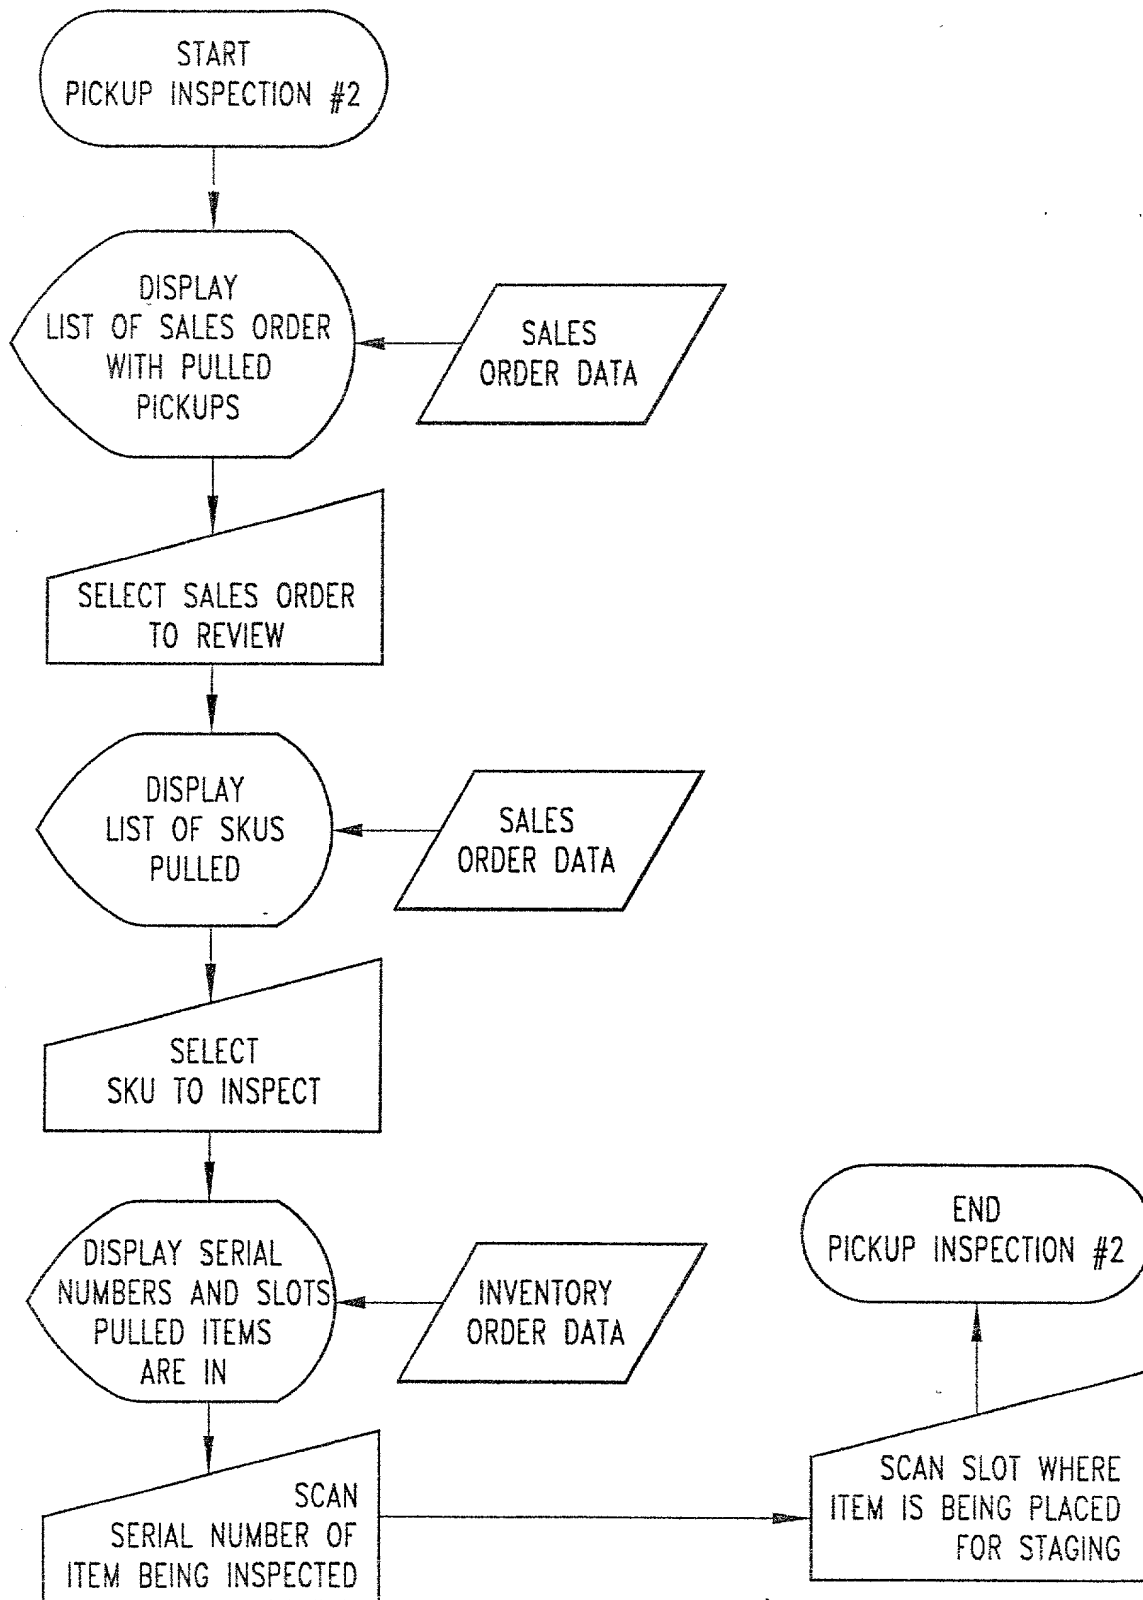 START
PICKUP INSPECTION #2
DISPLAY
LIST OF SALES ORDER
WITH PULLED
PICKUPS
SALES
ORDER DATA
SELECT SALES ORDER
TO REVIEW
DISPLAY
LIST OF SKUS
PULLED
SALES
ORDER DATA
SELECT
SKU TO INSPECT
DISPLAY SERIAL
NUMBERS AND SLOTS
PULLED ITEMS
ARE IN
INVENTORY
ORDER DATA
SCAN
SERIAL NUMBER OF
ITEM BEING INSPECTED
SCAN SLOT WHERE
ITEM IS BEING PLACED
FOR STAGING
END
PICKUP INSPECTION #2